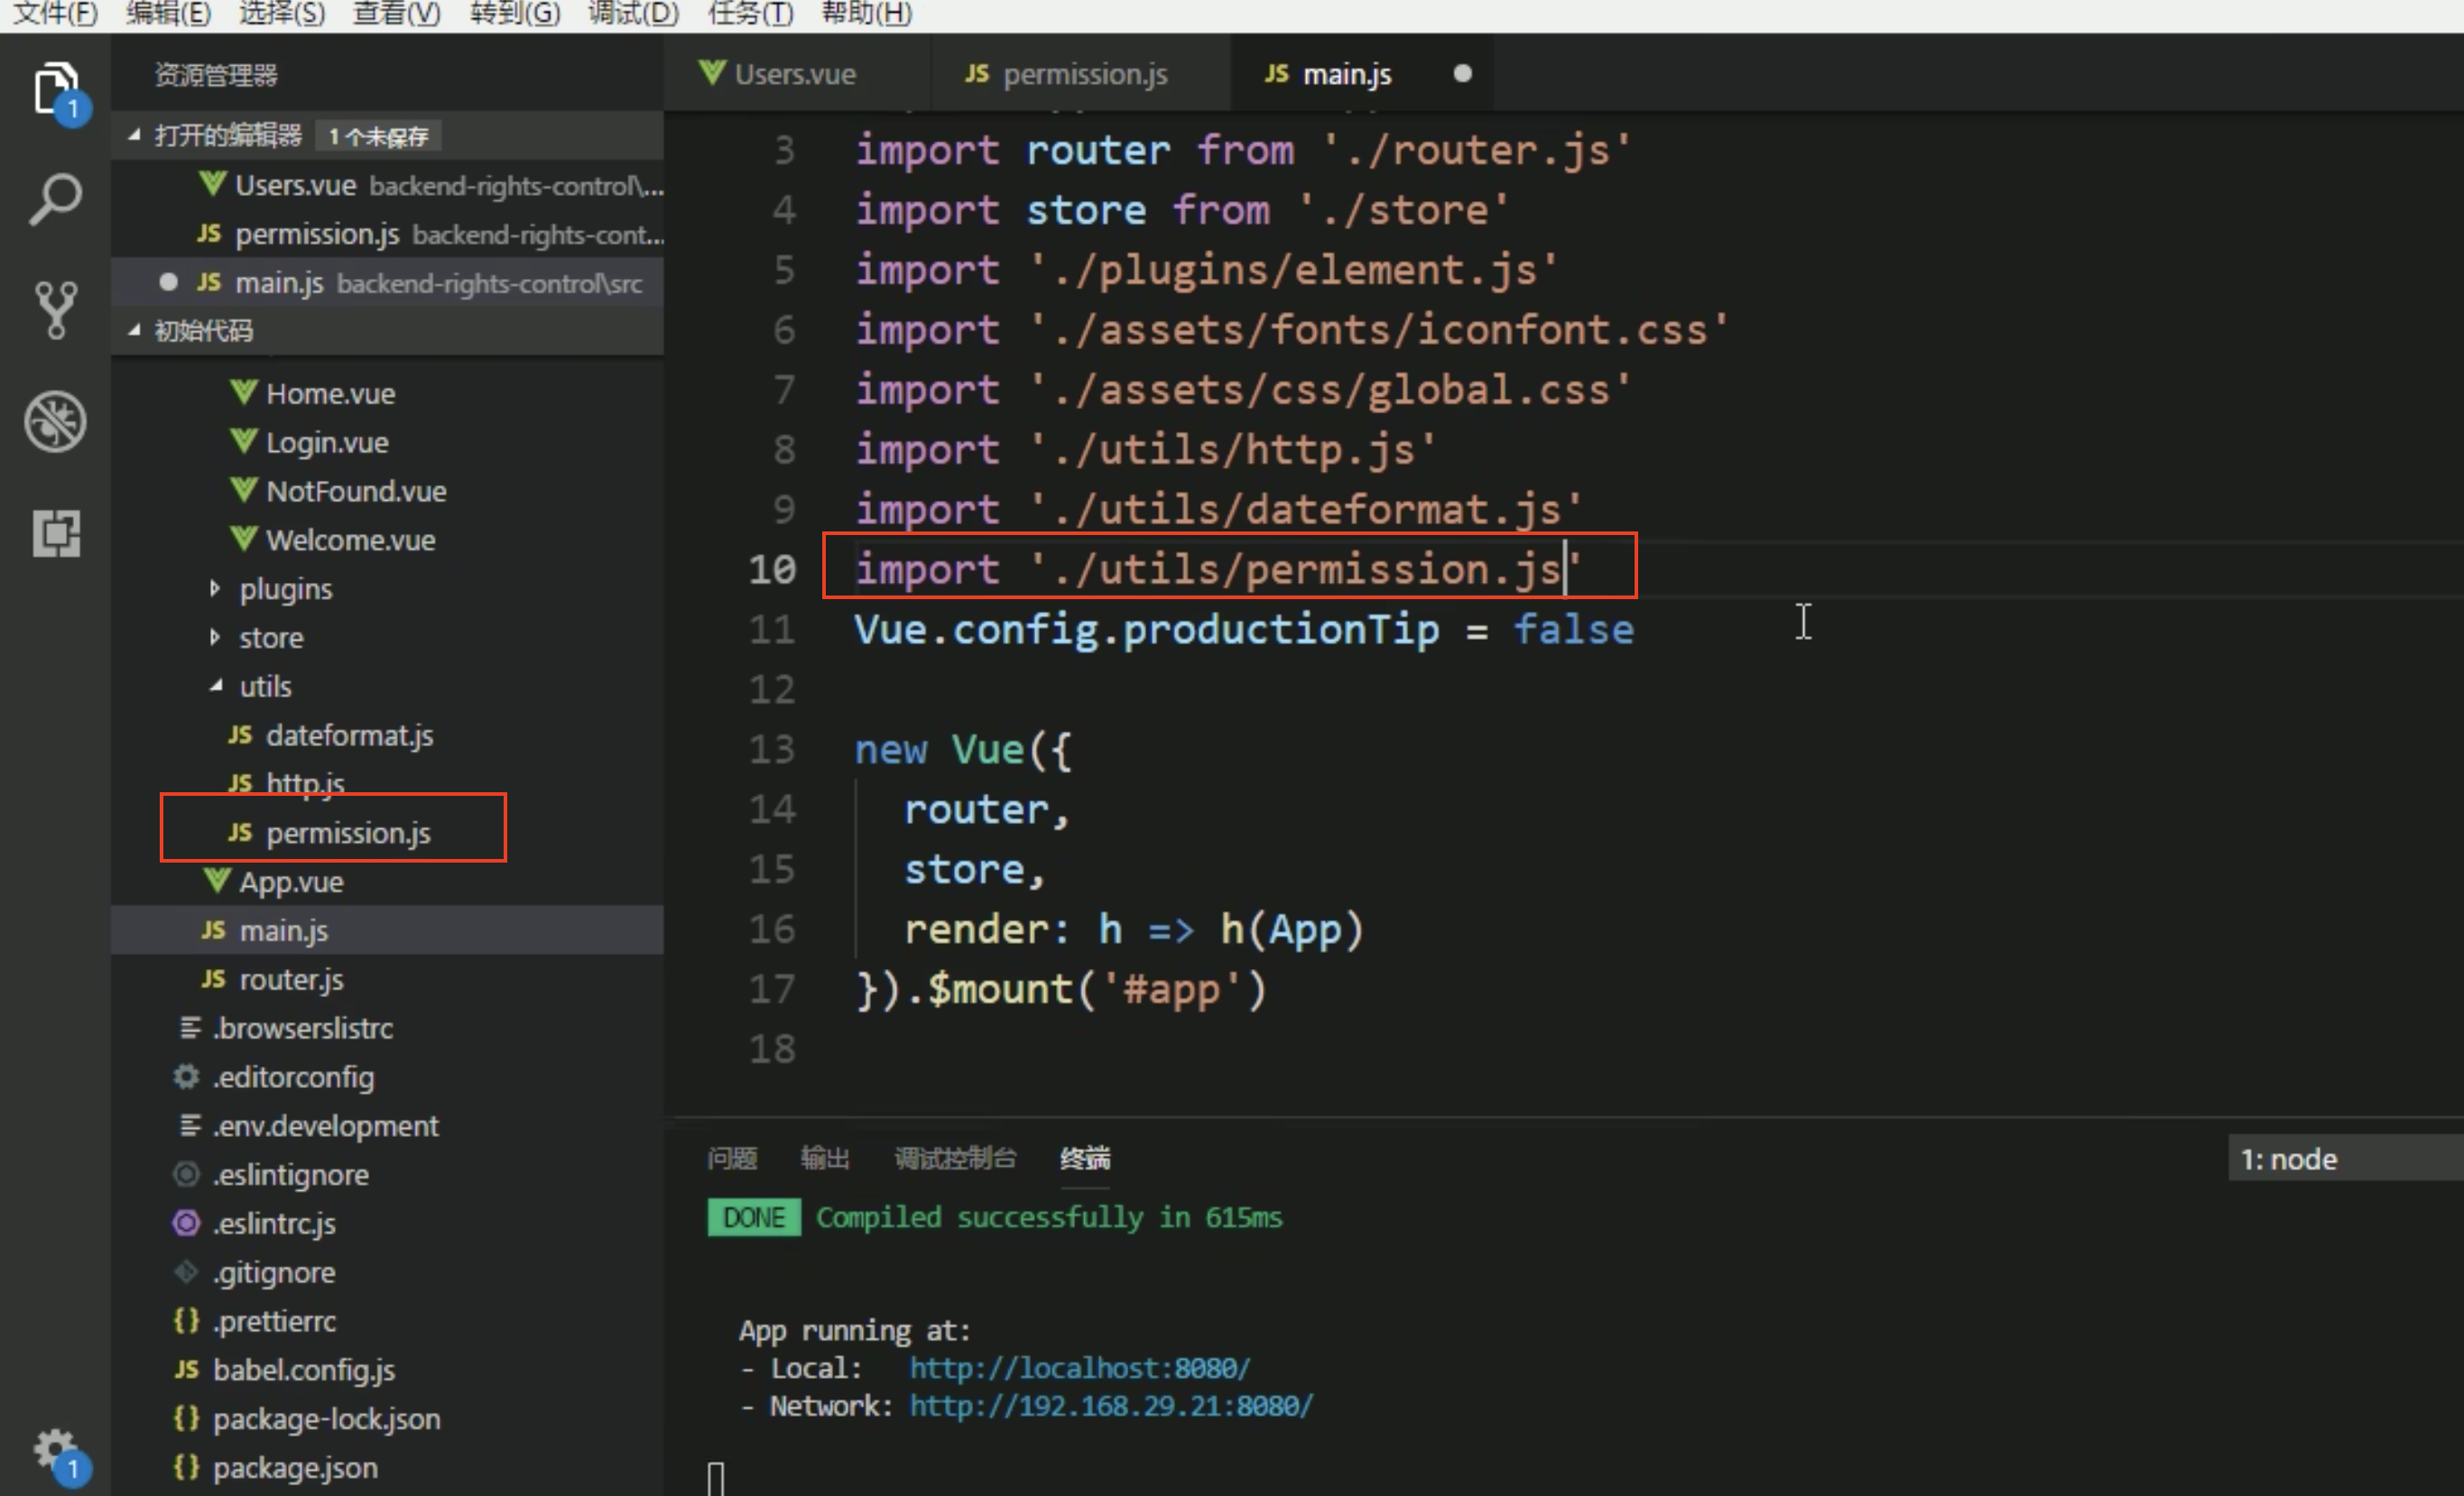 文件(F) 编辑(E) 选择(S) 查看(V) 转到(G) 调试(D) 任务(T) 帮助(H)
资源管理器
打开的编辑器 1 个未保存
Users.vue backend-rights-control\...
JS permission.js backend-rights-cont...
JS main.js backend-rights-control\src
初始代码
Home.vue
Login.vue
NotFound.vue
Welcome.vue
plugins
store
utils
JS dateformat.js
JS http.js
JS permission.js
App.vue
JS main.js
JS router.js
.browserslistrc
.editorconfig
.env.development
.eslintignore
.eslintrc.js
.gitignore
{} .prettierrc
JS babel.config.js
{} package-lock.json
{} package.json
1
1
Users.vue JS permission.js JS main.js
3 import router from './router.js'
4 import store from './store'
5 import './plugins/element.js'
6 import './assets/fonts/iconfont.css'
7 import './assets/css/global.css'
8 import './utils/http.js'
9 import './utils/dateformat.js'
10 import './utils/permission.js'
11 Vue.config.productionTip = false
12
13 new Vue({
14 router,
15 store,
16 render: h => h(App)
17 }).$mount('#app')
18
问题 输出 调试控制台 终端 1: node
DONE Compiled successfully in 615ms
App running at:
- Local: http://localhost:8080/
- Network: http://192.168.29.21:8080/